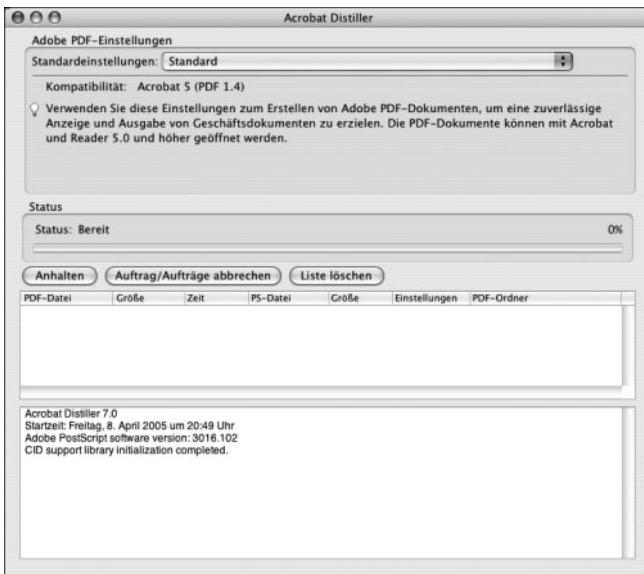 Acrobat Distiller
Adobe PDF-Einstellungen
Standardeinstellungen: Standard
Kompatibilität: Acrobat 5 (PDF 1.4)
Verwenden Sie diese Einstellungen zum Erstellen von Adobe PDF-Dokumenten, um eine zuverlässige
Anzeige und Ausgabe von Geschäftsdokumenten zu erzielen. Die PDF-Dokumente können mit Acrobat
und Reader 5.0 und höher geöffnet werden.
Status
Status: Bereit 0%
Anhalten Auftrag/Aufträge abbrechen Liste löschen
PDF-Datei Größe Zeit PS-Datei Größe Einstellungen PDF-Ordner
Acrobat Distiller 7.0
Startzeit: Freitag, 8. April 2005 um 20:49 Uhr
Adobe PostScript software version: 3016.102
CID support library initialization completed.